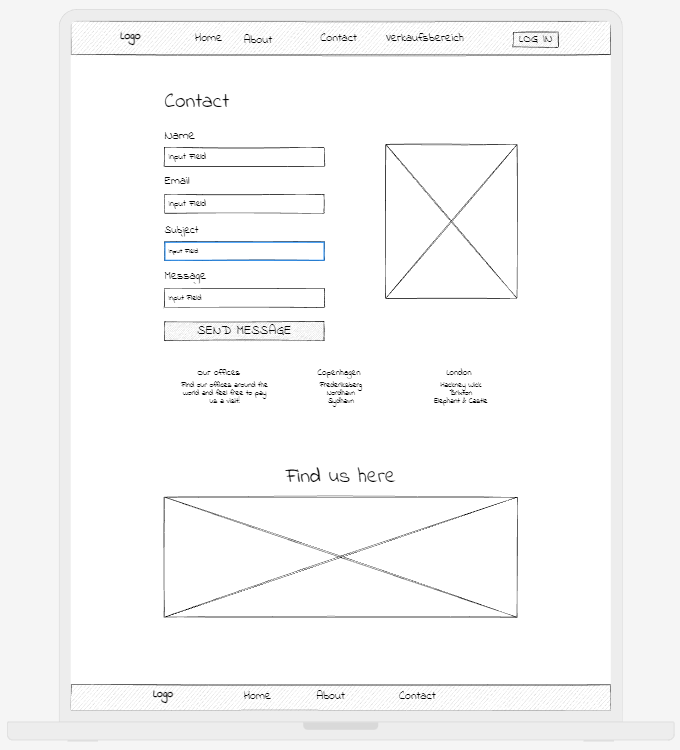 Logo Home About Contact Verkaufsbereich LOG IN
Contact
Name
Input Field
Email
Input Field
Subject
Input Field
Message
Input Field
SEND MESSAGE
Our offices
Find our offices around the
world and feel free to pay
us a visit.
Copenhagen
Frederiksberg
Nordhavn
Sydhavn
London
Hackney Wick
Brixton
Elephant & Castle
Find us here
Logo Home About Contact